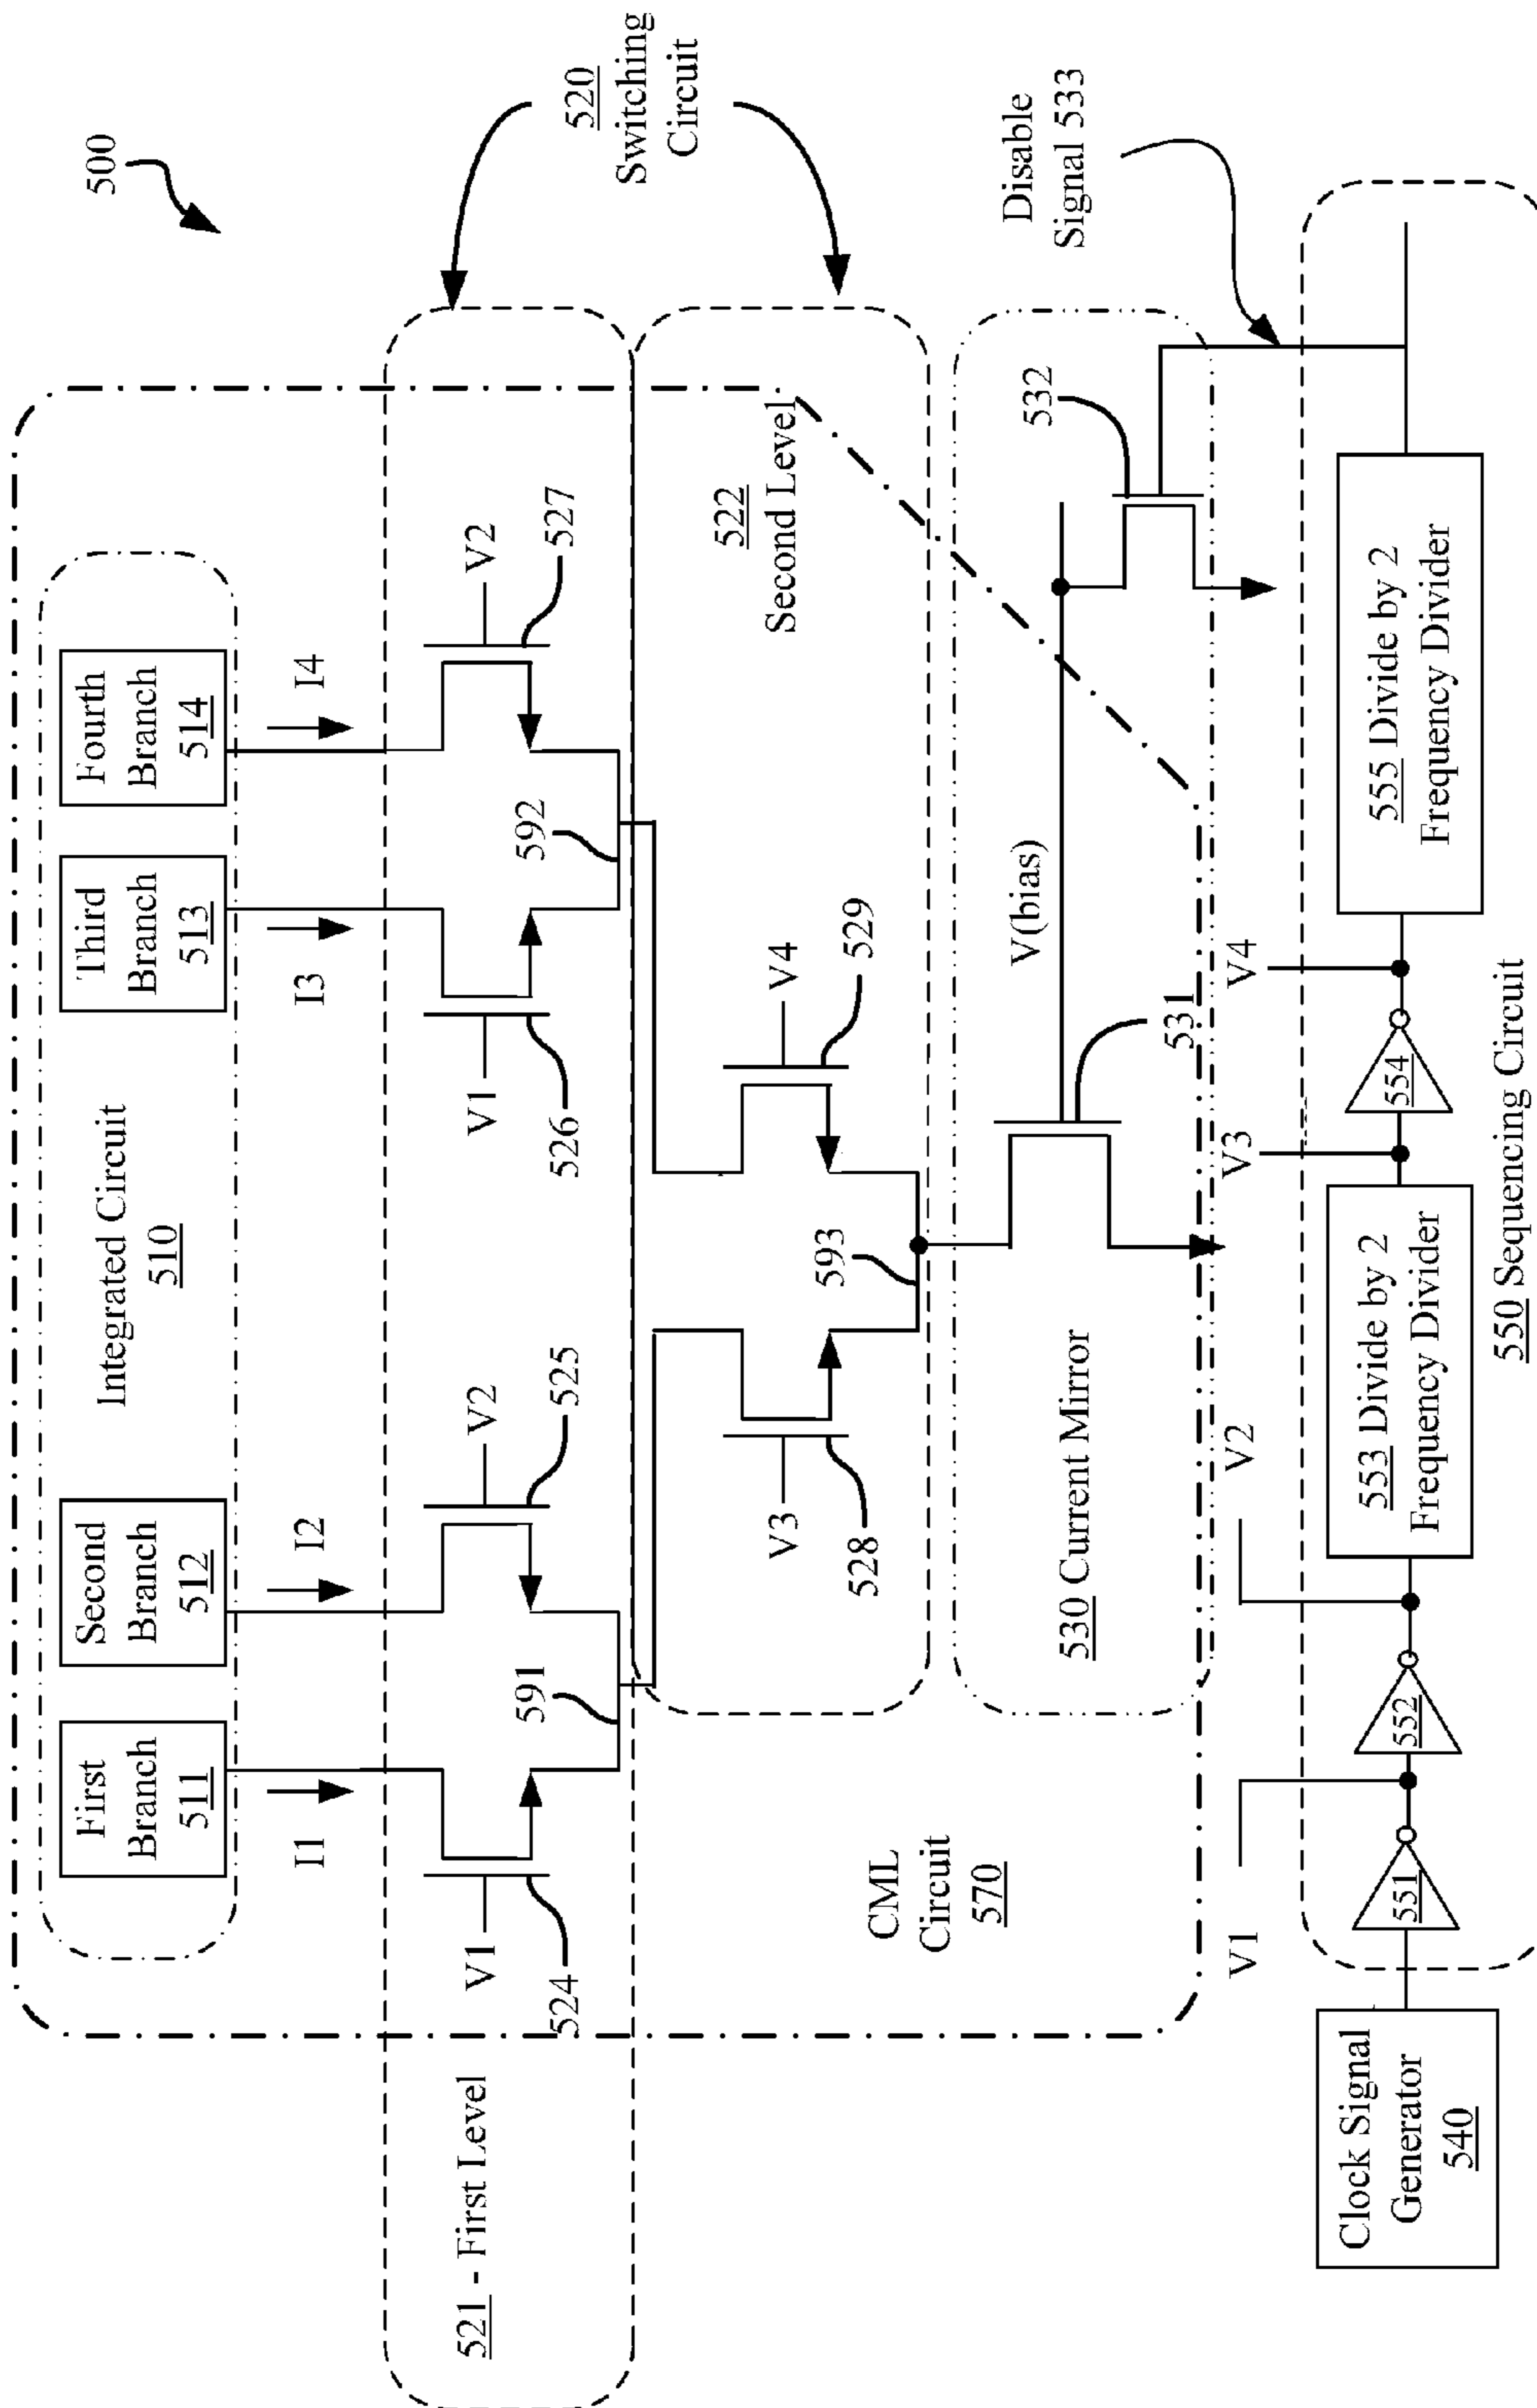 500
Integrated Circuit
510
First
Branch
511
Second
Branch
512
Third
Branch
513
Fourth
Branch
514
I1
I2
I3
I4
520
Switching
Circuit
521 - First Level
V1
524
V2
525
V1
526
V2
527
591
592
522
Second Level
V3
528
V4
529
593
CML
Circuit
570
530 Current Mirror
531
V(bias)
532
Disable
Signal 533
Clock Signal
Generator
540
V1
V2
V3
V4
551
552
553 Divide by 2
Frequency Divider
554
555 Divide by 2
Frequency Divider
550 Sequencing Circuit